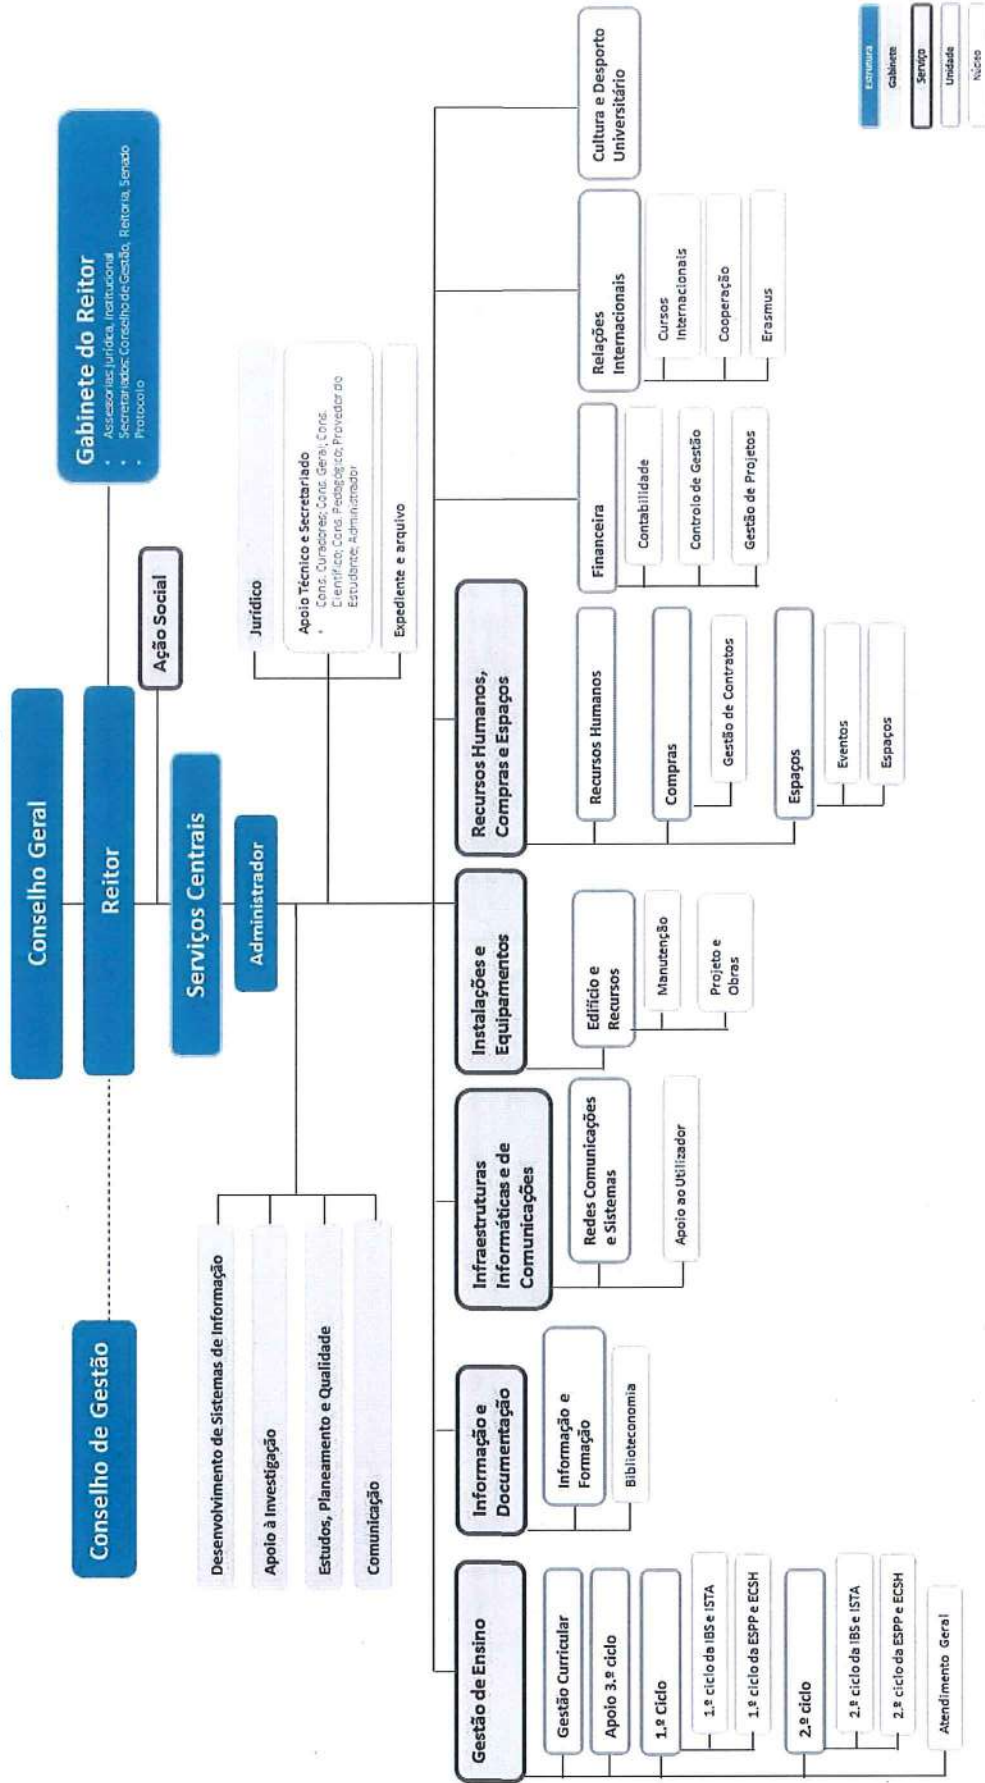 Conselho Geral
Reitor
Conselho de Gestão
Gabinete do Reitor
• Assessorias: jurídica, institucional
• Secretariados: Conselho de Gestão, Reitoria, Senado
• Protocolo
Ação Social
Serviços Centrais
Administrador
Desenvolvimento de Sistemas de Informação
Apoio à Investigação
Estudos, Planeamento e Qualidade
Comunicação
Jurídico
Apoio Técnico e Secretariado
• Cons. Curadores; Cons. Geral; Cons.
Científico; Cons. Pedagógico; Provedor do
Estudante; Administrador
Expediente e arquivo
Gestão de Ensino
Gestão Curricular
Apoio 3.º ciclo
1.º Ciclo
1.º ciclo da IBS e ISTA
1.º ciclo da ESPP e ECSH
2.º ciclo
2.º ciclo da IBS e ISTA
2.º ciclo da ESPP e ECSH
Atendimento Geral
Informação e
Documentação
Informação e
Formação
Biblioteconomia
Infraestruturas
Informáticas e de
Comunicações
Redes Comunicações
e Sistemas
Apoio ao Utilizador
Instalações e
Equipamentos
Edifício e
Recursos
Manutenção
Projeto e
Obras
Recursos Humanos,
Compras e Espaços
Recursos Humanos
Compras
Gestão de Contratos
Espaços
Eventos
Espaços
Financeira
Contabilidade
Controlo de Gestão
Gestão de Projetos
Relações
Internacionais
Cursos
Internacionais
Cooperação
Erasmus
Cultura e Desporto
Universitário
Estrutura
Gabinete
Serviço
Unidade
Núcleo